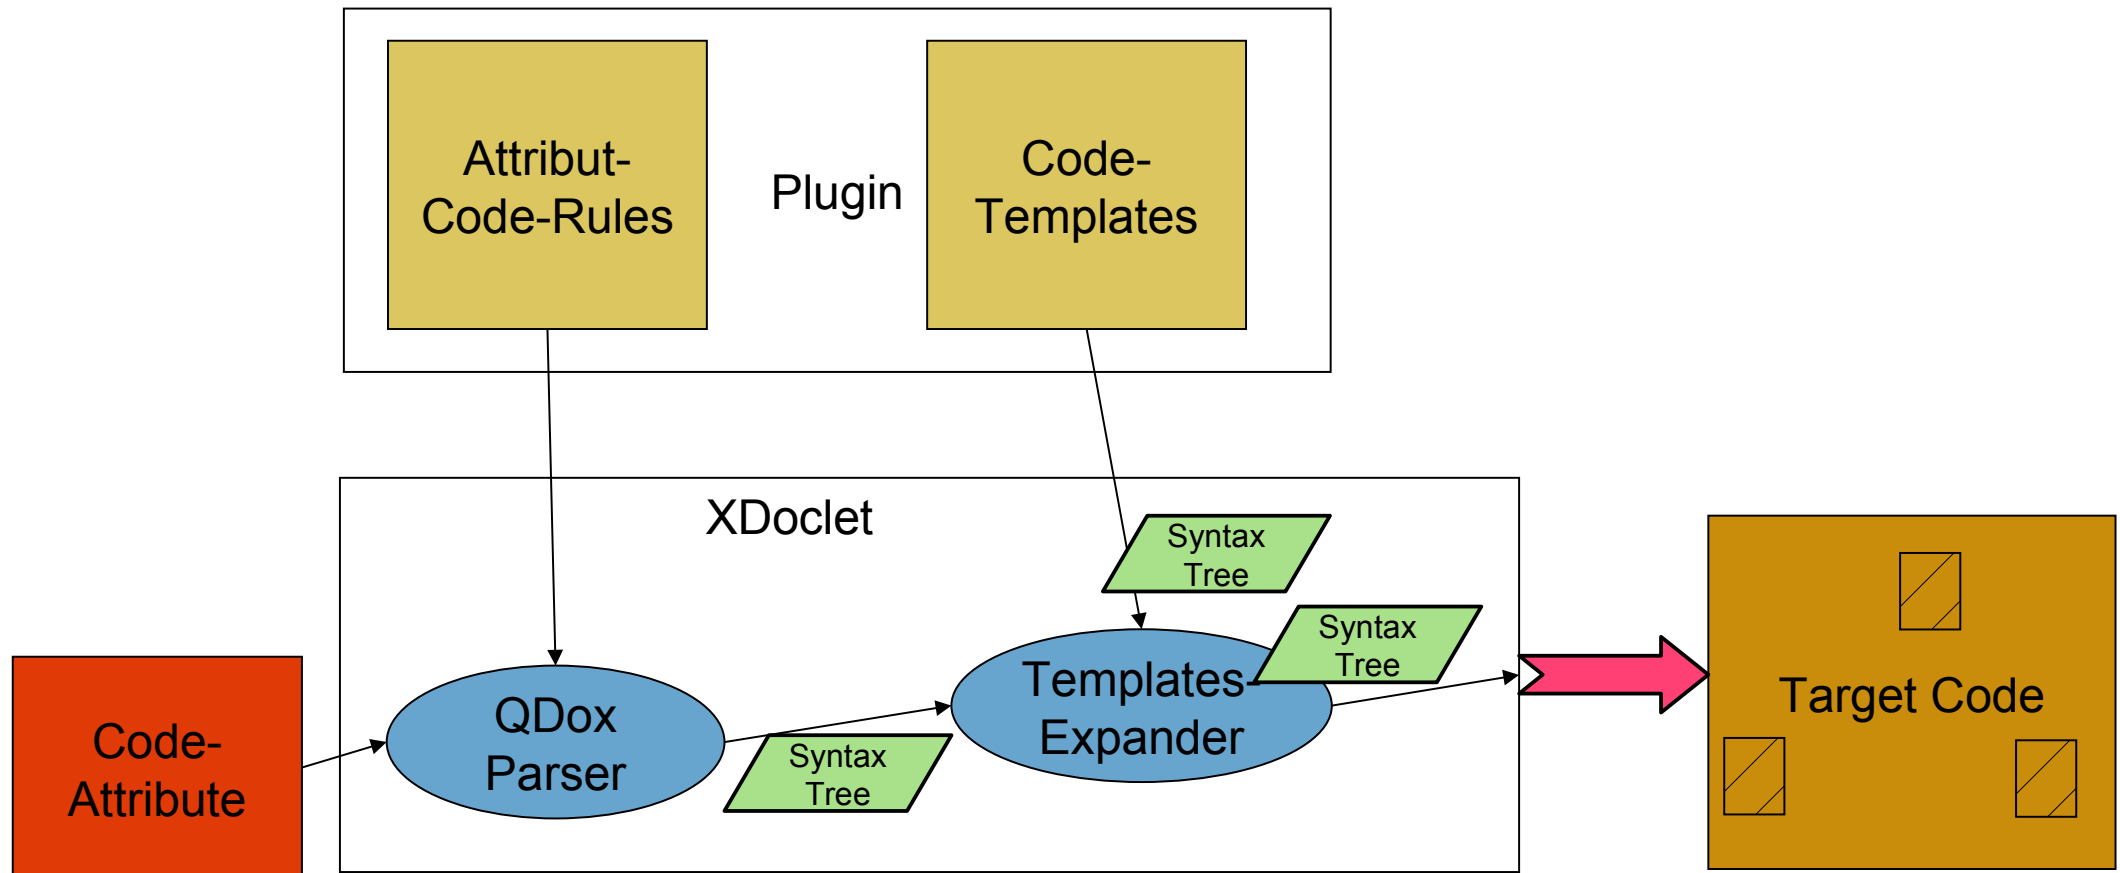 Attribut-
Code-Rules
Plugin
Code-
Templates
XDoclet
Syntax
Tree
Syntax
Tree
Templates-
Expander
QDox
Parser
Syntax
Tree
Code-
Attribute
Target Code